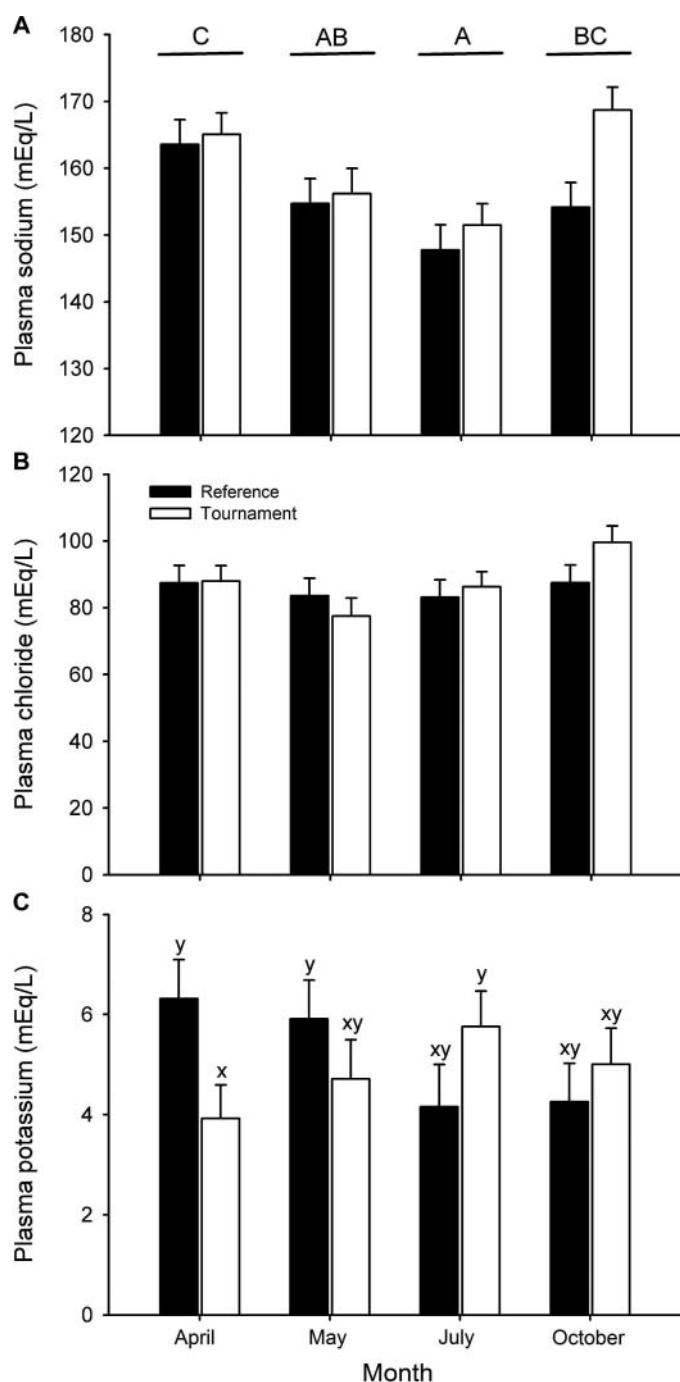 A
Plasma sodium (mEq/L)
180
170
160
150
140
130
120
C AB A BC
B
Plasma chloride (mEq/L)
120
100
80
60
40
20
0
Reference
Tournament
C
Plasma potassium (mEq/L)
8
6
4
2
0
y x y xy xy y xy xy
April May July October
Month